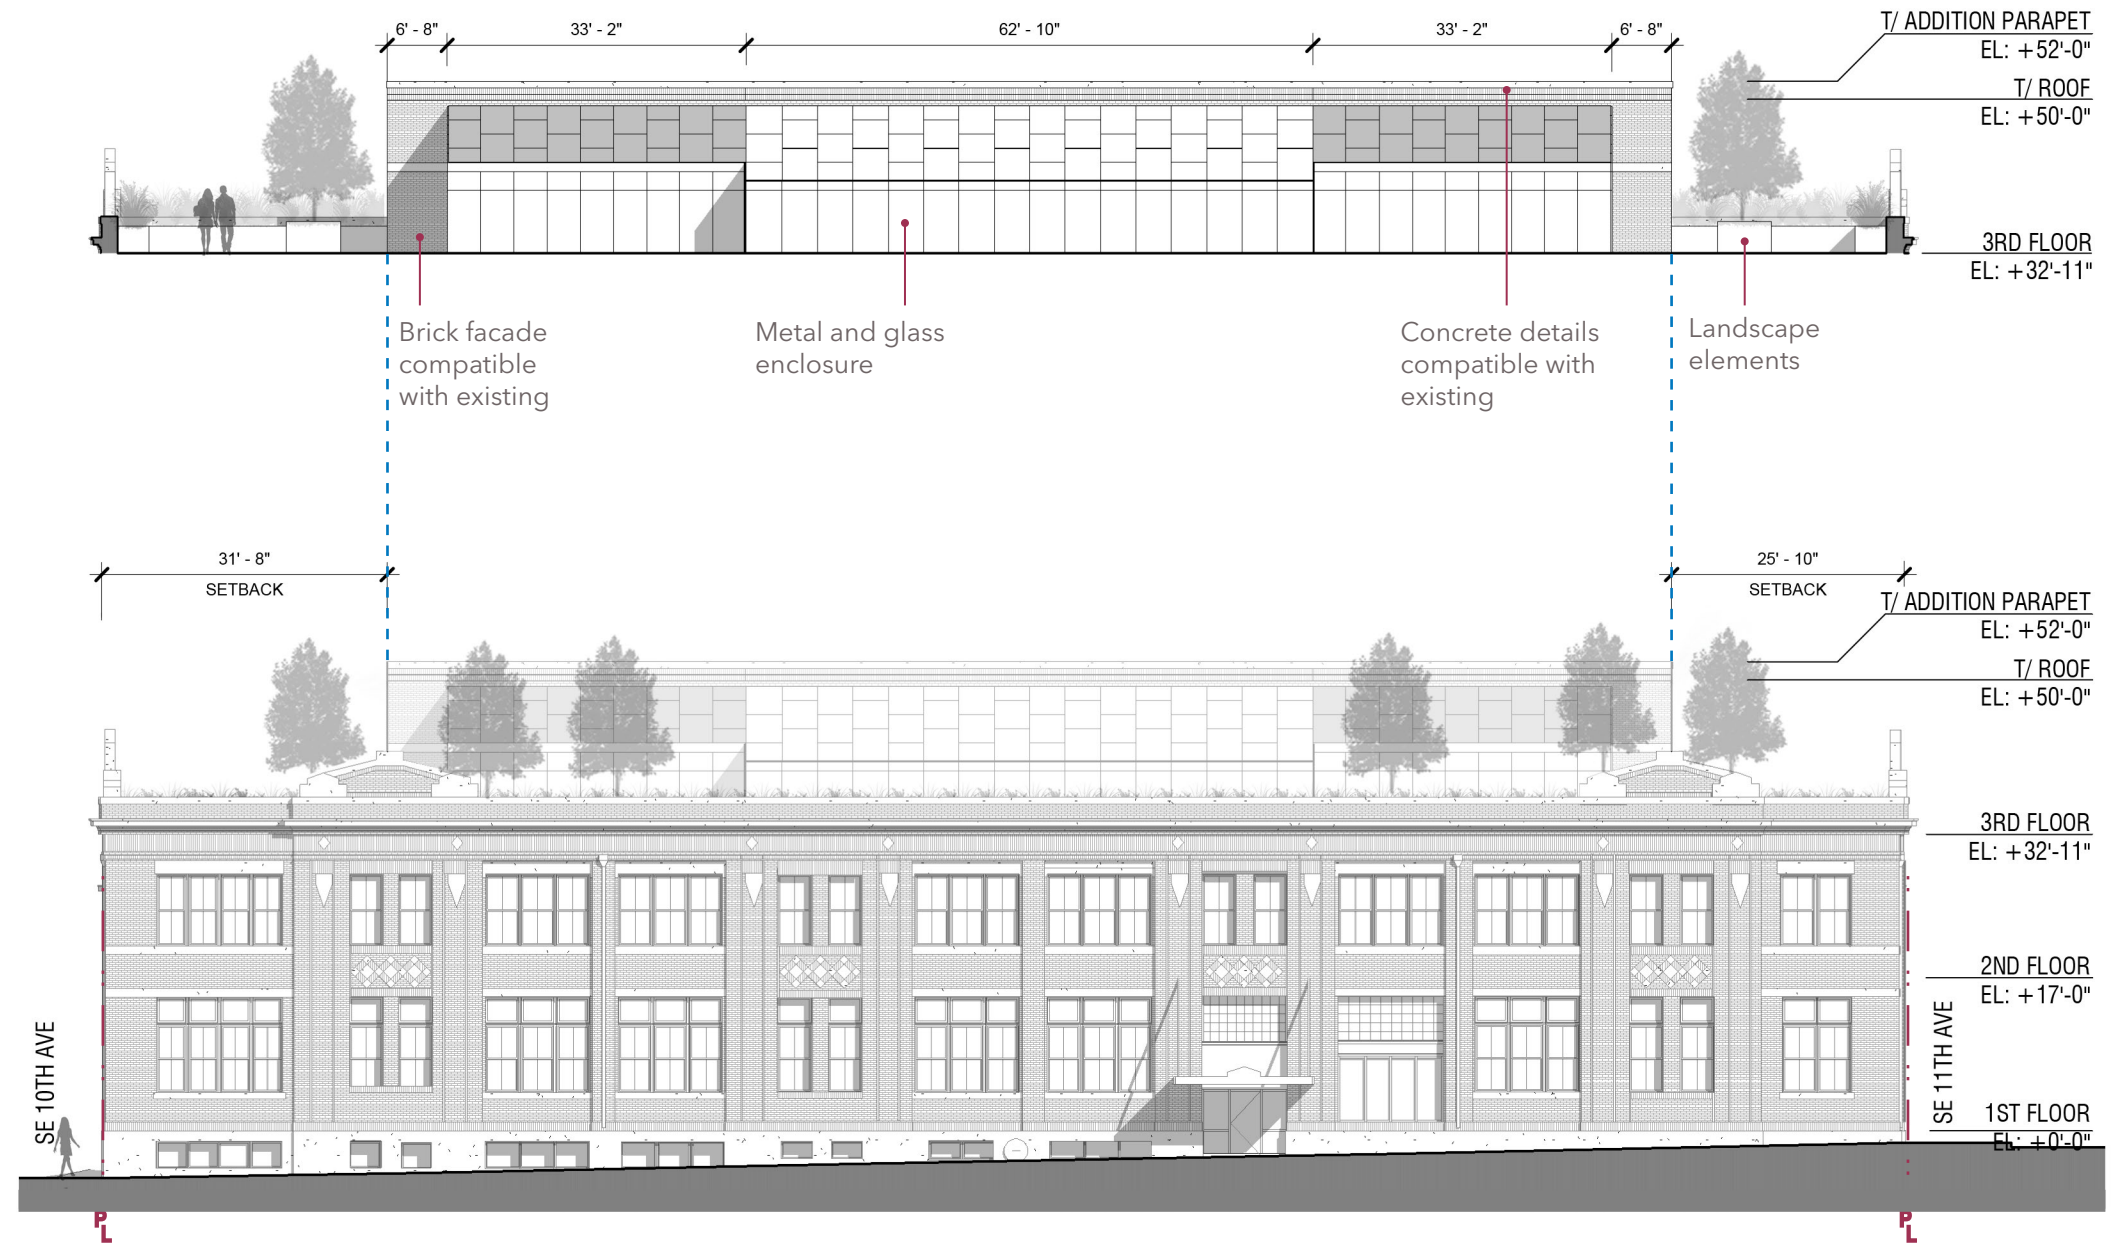 6' - 8"
33' - 2"
62' - 10"
33' - 2"
6' - 8"
T/ ADDITION PARAPET
EL: +52'-0"
T/ ROOF
EL: +50'-0"
3RD FLOOR
EL: +32'-11"
Brick facade
compatible
with existing
Metal and glass
enclosure
Concrete details
compatible with
existing
Landscape
elements
31' - 8"
SETBACK
25' - 10"
SETBACK
T/ ADDITION PARAPET
EL: +52'-0"
T/ ROOF
EL: +50'-0"
3RD FLOOR
EL: +32'-11"
2ND FLOOR
EL: +17'-0"
SE 10TH AVE
SE 11TH AVE
1ST FLOOR
EL: +0'-0"
PL
PL